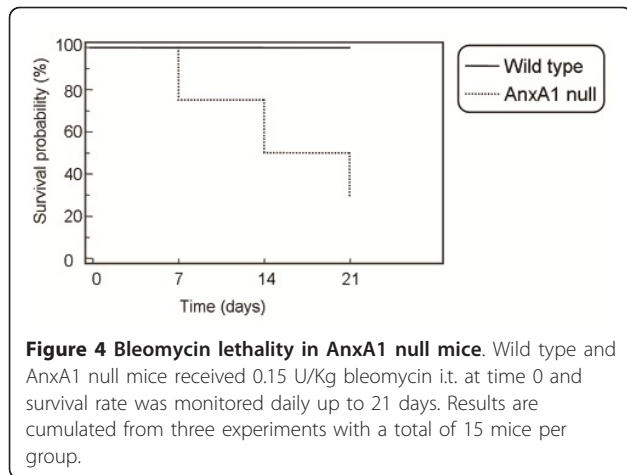 100
80
60
40
20
0
Survival probability (%)
0 7 14 21
Time (days)
Wild type
AnxA1 null
Figure 4 Bleomycin lethality in AnxA1 null mice. Wild type and
AnxA1 null mice received 0.15 U/Kg bleomycin i.t. at time 0 and
survival rate was monitored daily up to 21 days. Results are
cumulated from three experiments with a total of 15 mice per
group.